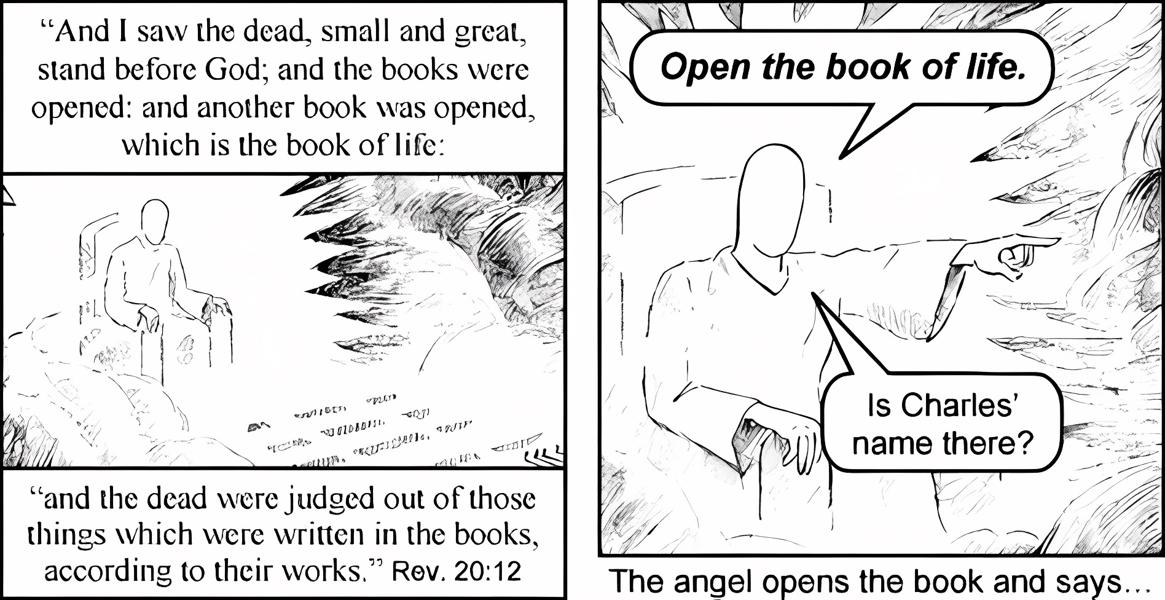 “And I saw the dead, small and great,
stand before God; and the books were
opened: and another book was opened,
which is the book of life:
“and the dead were judged out of those
things which were written in the books,
according to their works.” Rev. 20:12
Open the book of life.
Is Charles’
name there?
The angel opens the book and says...